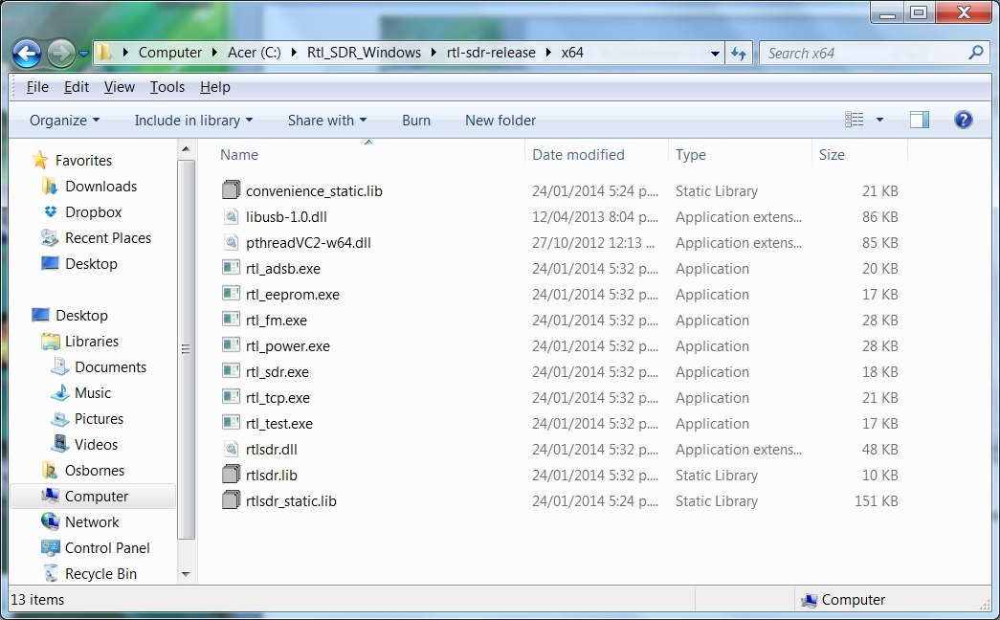 Computer Acer (C:) Rtl_SDR_Windows rtl-sdr-release x64 Search x64
File Edit View Tools Help
Organize Include in library Share with Burn New folder
Name Date modified Type Size
Favorites
Downloads
Dropbox
Recent Places
Desktop
Desktop
Libraries
Documents
Music
Pictures
Videos
Osbornes
Computer
Network
Control Panel
Recycle Bin
convenience_static.lib 24/01/2014 5:24 p.... Static Library 21 KB
libusb-1.0.dll 12/04/2013 8:04 p.... Application extens... 86 KB
pthreadVC2-w64.dll 27/10/2012 12:13 ... Application extens... 85 KB
rtl_adsb.exe 24/01/2014 5:32 p.... Application 20 KB
rtl_eeprom.exe 24/01/2014 5:32 p.... Application 17 KB
rtl_fm.exe 24/01/2014 5:32 p.... Application 28 KB
rtl_power.exe 24/01/2014 5:32 p.... Application 28 KB
rtl_sdr.exe 24/01/2014 5:32 p.... Application 18 KB
rtl_tcp.exe 24/01/2014 5:32 p.... Application 21 KB
rtl_test.exe 24/01/2014 5:32 p.... Application 17 KB
rtlsdr.dll 24/01/2014 5:32 p.... Application extens... 48 KB
rtlsdr.lib 24/01/2014 5:32 p.... Static Library 10 KB
rtlsdr_static.lib 24/01/2014 5:24 p.... Static Library 151 KB
13 items Computer